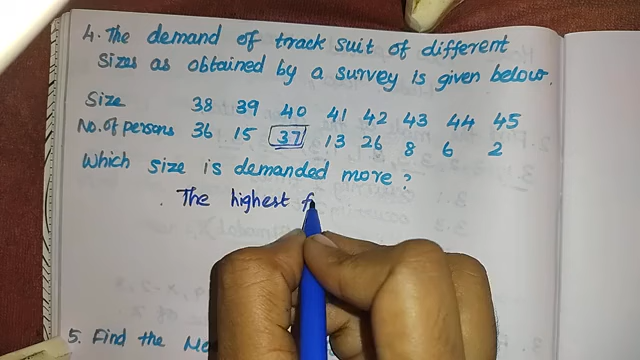 4. The demand of track suit of different
sizes as obtained by a survey is given below.
Size 38 39 40 41 42 43 44 45
No. of persons 36 15 37 13 26 8 6 2
Which size is demanded more?
The highest f
5. Find the